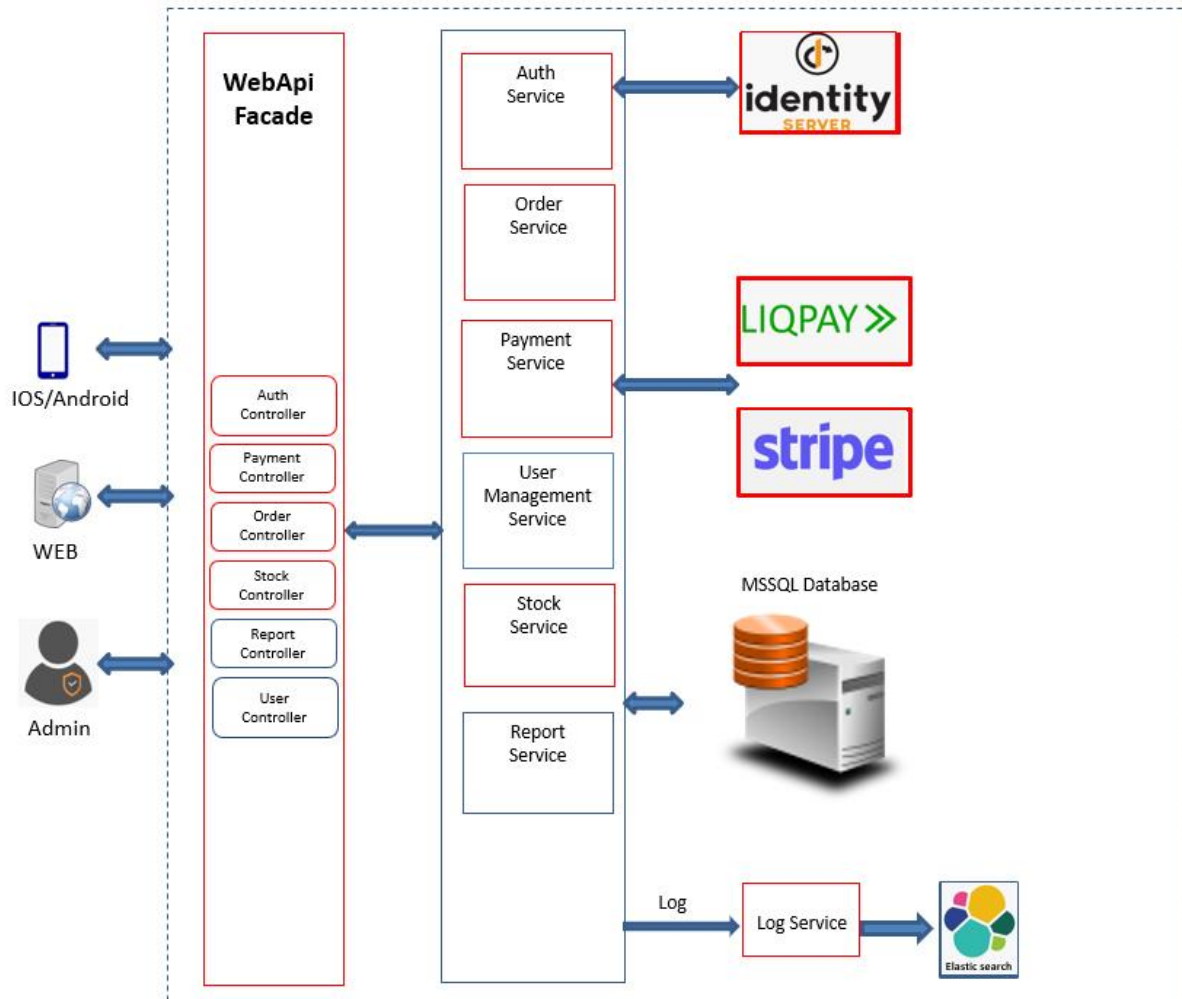 WebApi
Facade
Auth
Controller
Payment
Controller
Order
Controller
Stock
Controller
Report
Controller
User
Controller
IOS/Android
WEB
Admin
Auth
Service
Order
Service
Payment
Service
User
Management
Service
Stock
Service
Report
Service
identity
SERVER
LIQPAY
stripe
MSSQL Database
Log
Log Service
Elastic search